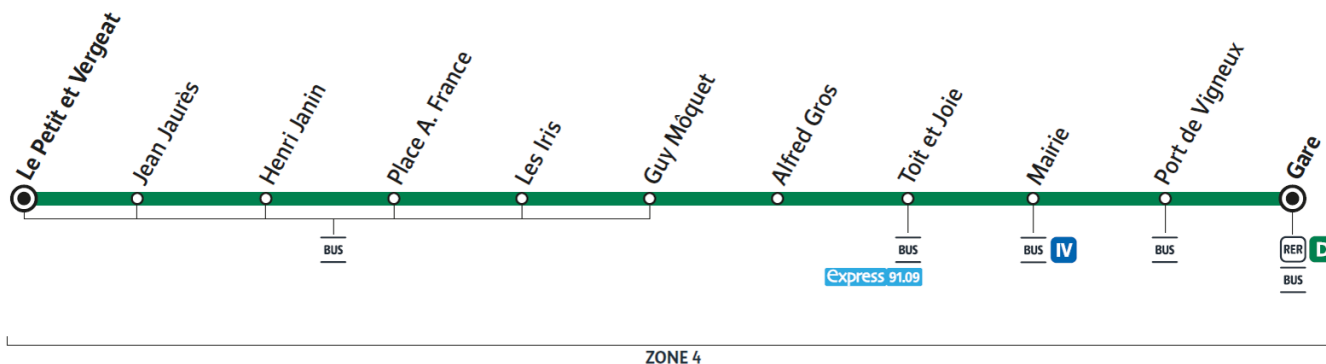 Le Petit et Vergeat
Jean Jaurès
Henri Janin
Place A. France
Les Iris
Guy Môquet
Alfred Gros
Toit et Joie
Mairie
Port de Vigneux
Gare
BUS
BUS
BUS IV
BUS
RER D
express 91.09
BUS
ZONE 4